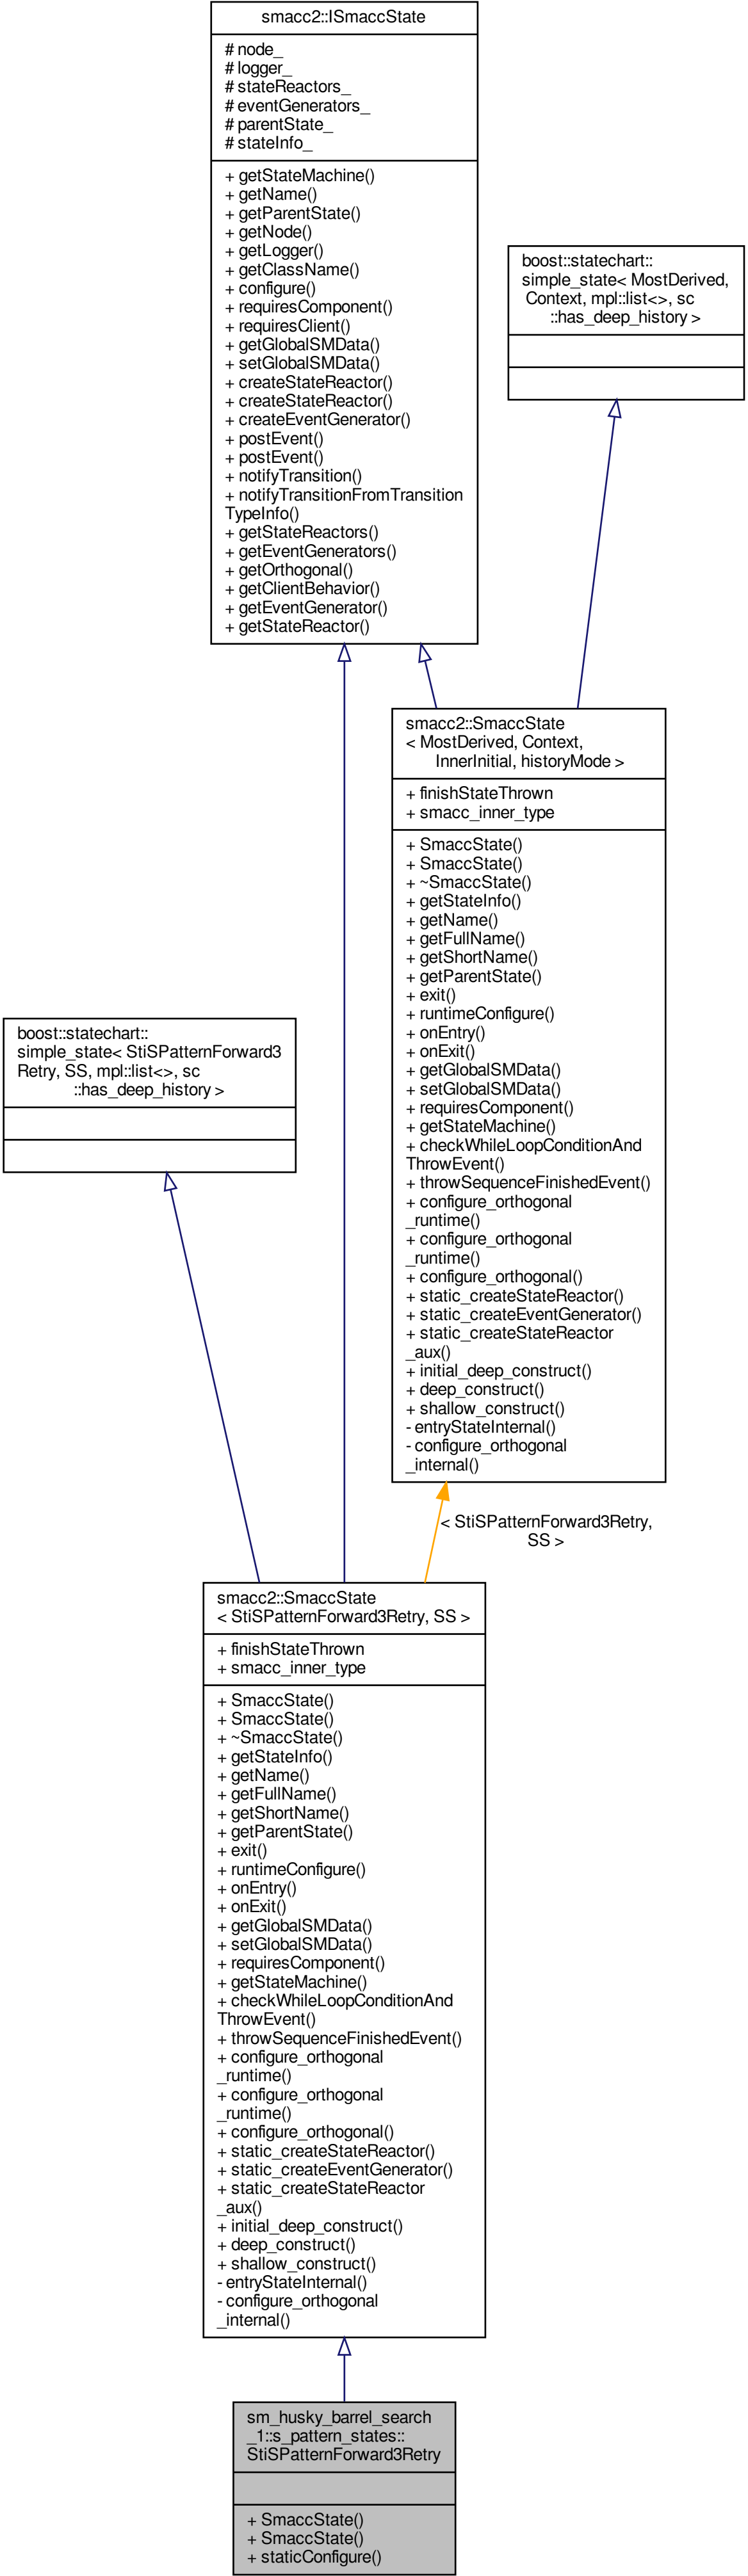 smacc2::ISmaccState
# node_
# logger_
# stateReactors_
# eventGenerators_
# parentState_
# stateInfo_
+ getStateMachine()
+ getName()
+ getParentState()
+ getNode()
+ getLogger()
+ getClassName()
+ configure()
+ requiresComponent()
+ requiresClient()
+ getGlobalSMData()
+ setGlobalSMData()
+ createStateReactor()
+ createStateReactor()
+ createEventGenerator()
+ postEvent()
+ postEvent()
+ notifyTransition()
+ notifyTransitionFromTransition
TypeInfo()
+ getStateReactors()
+ getEventGenerators()
+ getOrthogonal()
+ getClientBehavior()
+ getEventGenerator()
+ getStateReactor()
boost::statechart::
simple_state< MostDerived,
Context, mpl::list<>, sc
::has_deep_history >
smacc2::SmaccState
< MostDerived, Context,
InnerInitial, historyMode >
+ finishStateThrown
+ smacc_inner_type
+ SmaccState()
+ SmaccState()
+ ~SmaccState()
+ getStateInfo()
+ getName()
+ getFullName()
+ getShortName()
+ getParentState()
+ exit()
+ runtimeConfigure()
+ onEntry()
+ onExit()
+ getGlobalSMData()
+ setGlobalSMData()
+ requiresComponent()
+ getStateMachine()
+ checkWhileLoopConditionAnd
ThrowEvent()
+ throwSequenceFinishedEvent()
+ configure_orthogonal
_runtime()
+ configure_orthogonal
_runtime()
+ configure_orthogonal()
+ static_createStateReactor()
+ static_createEventGenerator()
+ static_createStateReactor
_aux()
+ initial_deep_construct()
+ deep_construct()
+ shallow_construct()
- entryStateInternal()
- configure_orthogonal
_internal()
boost::statechart::
simple_state< StiSPatternForward3
Retry, SS, mpl::list<>, sc
::has_deep_history >
< StiSPatternForward3Retry,
SS >
smacc2::SmaccState
< StiSPatternForward3Retry, SS >
+ finishStateThrown
+ smacc_inner_type
+ SmaccState()
+ SmaccState()
+ ~SmaccState()
+ getStateInfo()
+ getName()
+ getFullName()
+ getShortName()
+ getParentState()
+ exit()
+ runtimeConfigure()
+ onEntry()
+ onExit()
+ getGlobalSMData()
+ setGlobalSMData()
+ requiresComponent()
+ getStateMachine()
+ checkWhileLoopConditionAnd
ThrowEvent()
+ throwSequenceFinishedEvent()
+ configure_orthogonal
_runtime()
+ configure_orthogonal
_runtime()
+ configure_orthogonal()
+ static_createStateReactor()
+ static_createEventGenerator()
+ static_createStateReactor
_aux()
+ initial_deep_construct()
+ deep_construct()
+ shallow_construct()
- entryStateInternal()
- configure_orthogonal
_internal()
sm_husky_barrel_search
_1::s_pattern_states::
StiSPatternForward3Retry
+ SmaccState()
+ SmaccState()
+ staticConfigure()